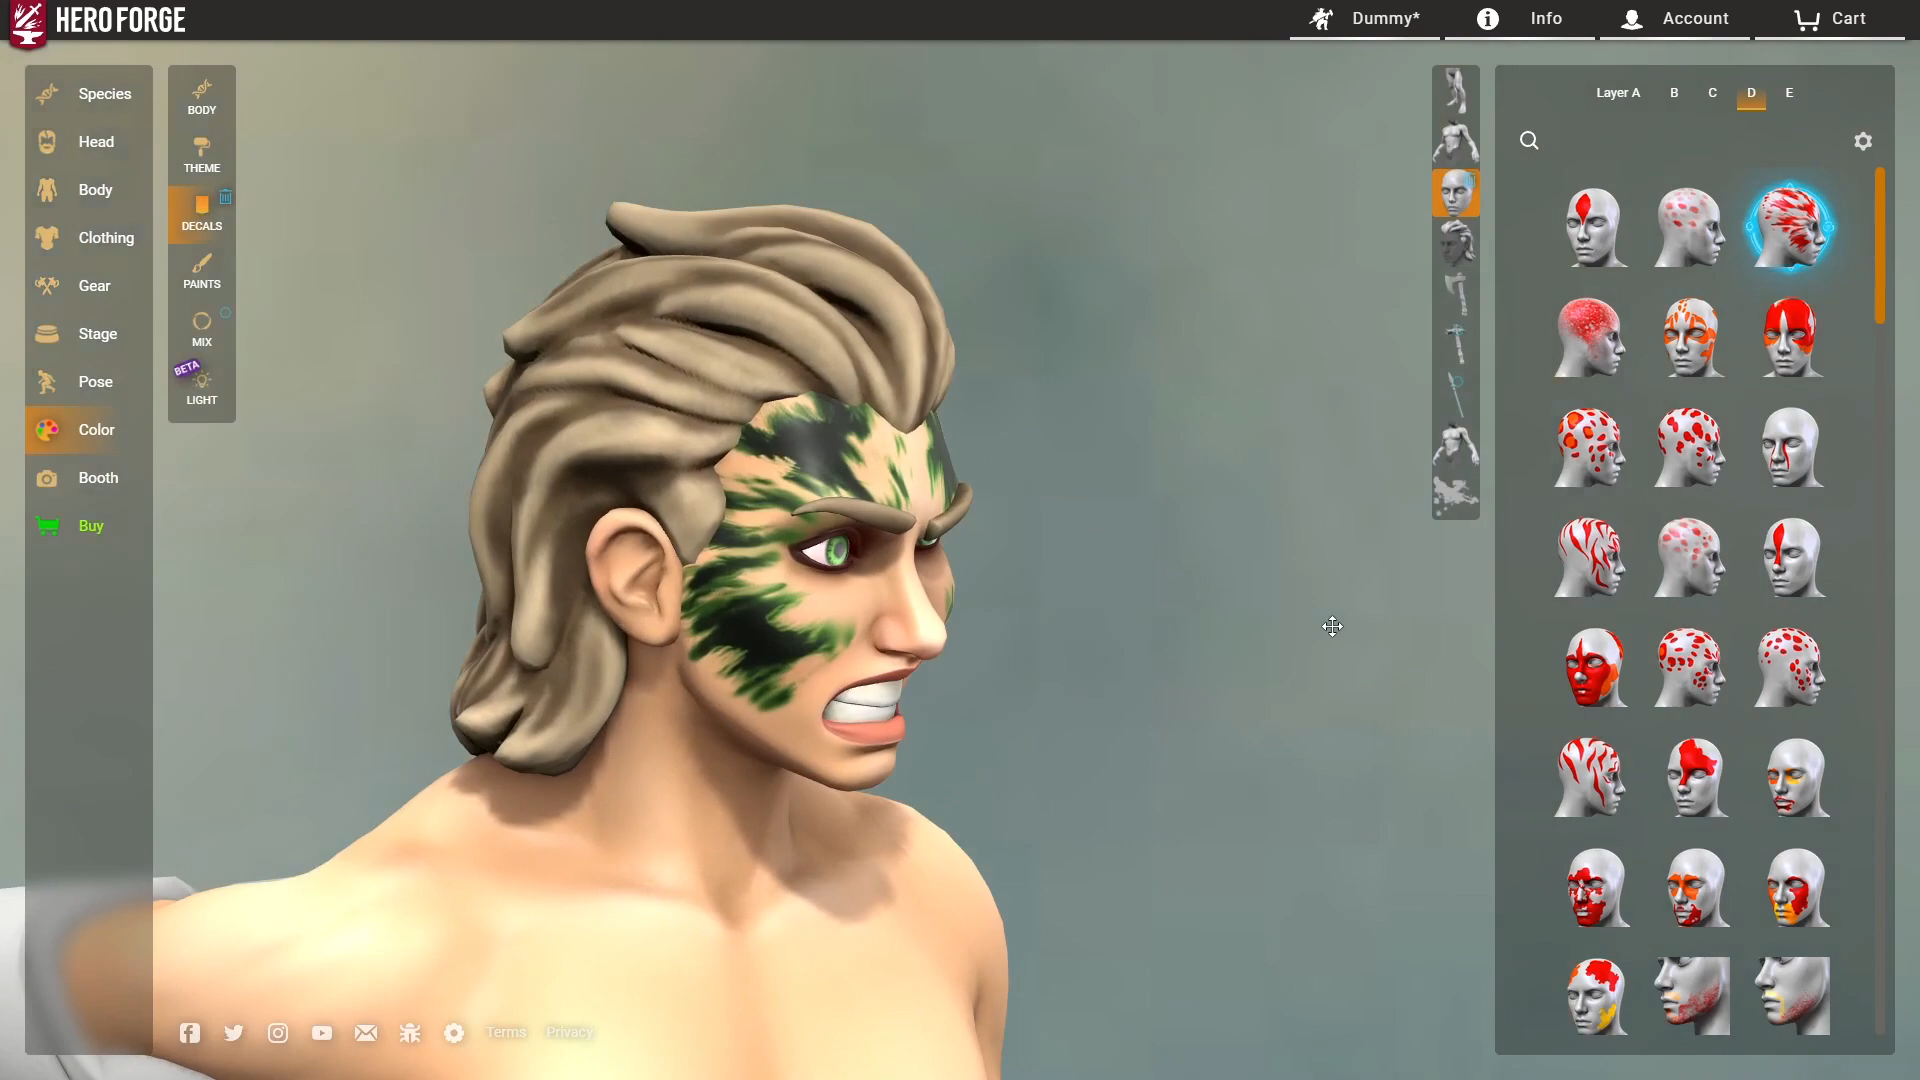 HERO FORGE
Dummy*
Info
Account
Cart
Species
Head
Body
Clothing
Gear
Stage
Pose
Color
Booth
Buy
BODY
THEME
DECALS
PAINTS
MIX
BETA
LIGHT
Layer A B C D E
Terms Privacy